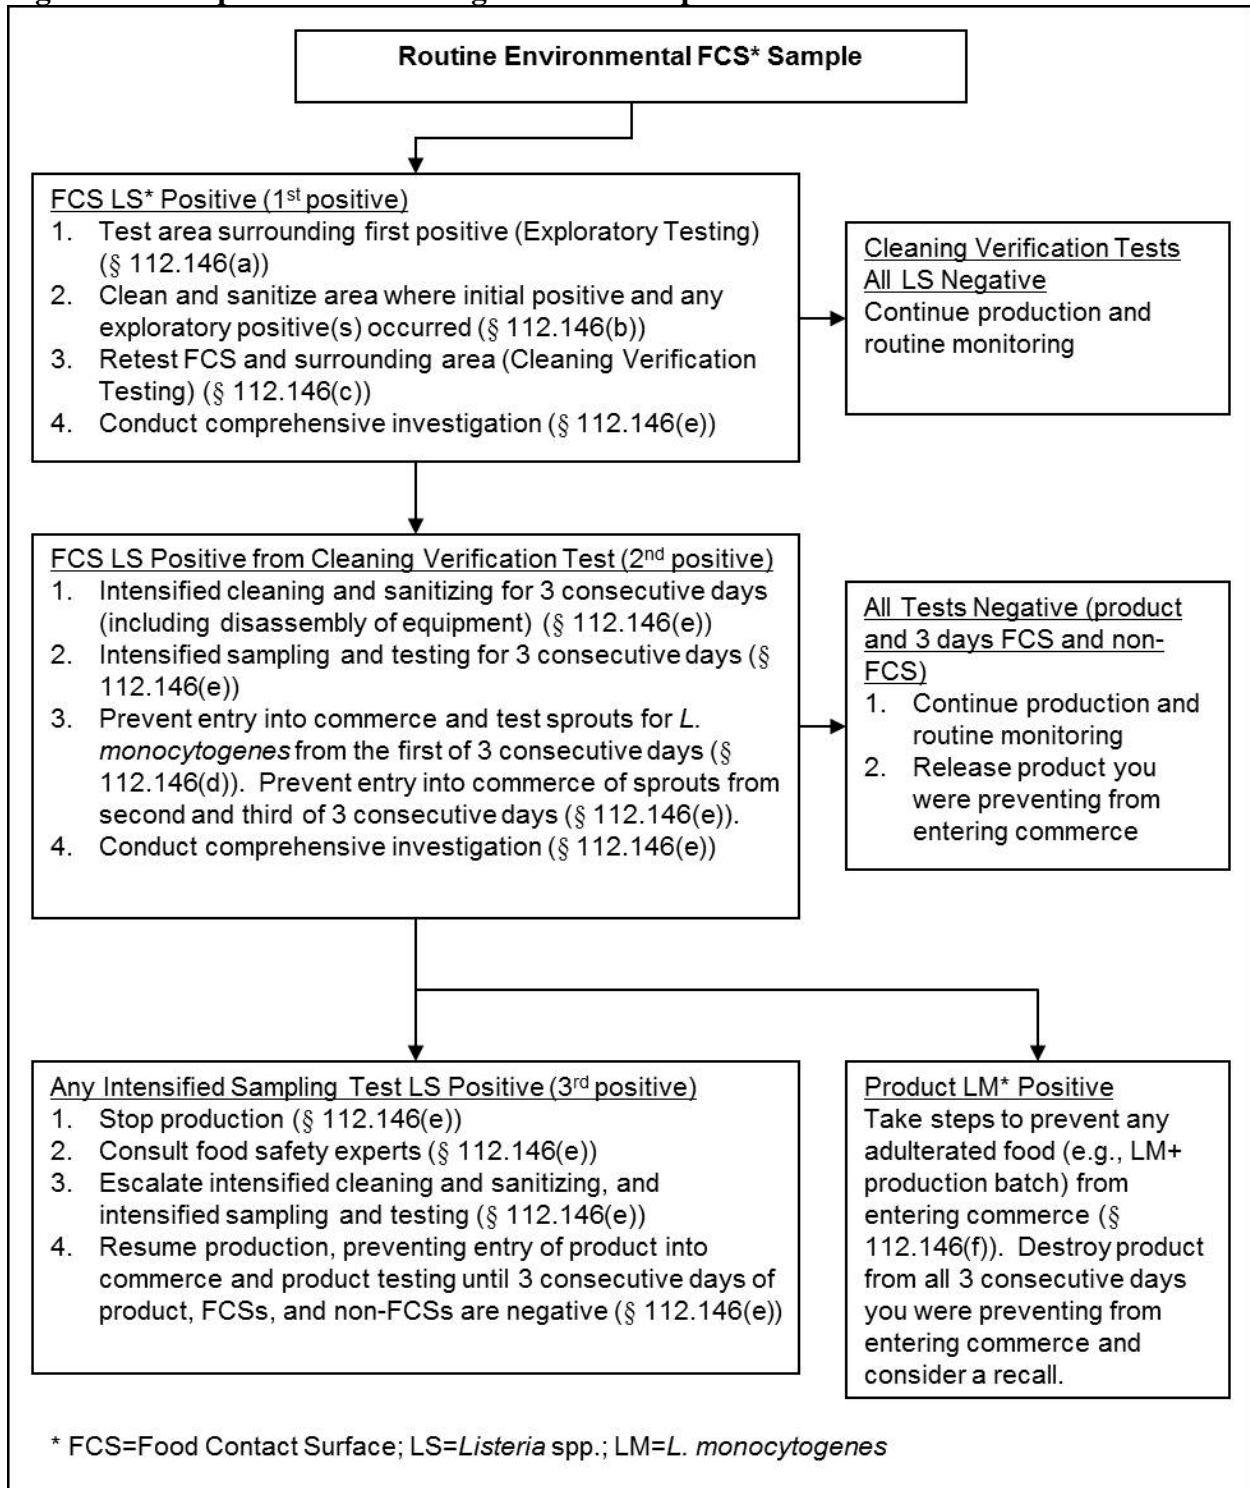 Routine Environmental FCS* Sample
FCS LS* Positive (1st positive)
1. Test area surrounding first positive (Exploratory Testing)
(§ 112.146(a))
2. Clean and sanitize area where initial positive and any
exploratory positive(s) occurred (§ 112.146(b))
3. Retest FCS and surrounding area (Cleaning Verification
Testing) (§ 112.146(c))
4. Conduct comprehensive investigation (§ 112.146(e))
Cleaning Verification Tests
All LS Negative
Continue production and
routine monitoring
FCS LS Positive from Cleaning Verification Test (2nd positive)
1. Intensified cleaning and sanitizing for 3 consecutive days
(including disassembly of equipment) (§ 112.146(e))
2. Intensified sampling and testing for 3 consecutive days (§
112.146(e))
3. Prevent entry into commerce and test sprouts for L.
monocytogenes from the first of 3 consecutive days (§
112.146(d)). Prevent entry into commerce of sprouts from
second and third of 3 consecutive days (§ 112.146(e)).
4. Conduct comprehensive investigation (§ 112.146(e))
All Tests Negative (product
and 3 days FCS and non-
FCS)
1. Continue production and
routine monitoring
2. Release product you
were preventing from
entering commerce
Any Intensified Sampling Test LS Positive (3rd positive)
1. Stop production (§ 112.146(e))
2. Consult food safety experts (§ 112.146(e))
3. Escalate intensified cleaning and sanitizing, and
intensified sampling and testing (§ 112.146(e))
4. Resume production, preventing entry of product into
commerce and product testing until 3 consecutive days of
product, FCSs, and non-FCSs are negative (§ 112.146(e))
Product LM* Positive
Take steps to prevent any
adulterated food (e.g., LM+
production batch) from
entering commerce (§
112.146(f)). Destroy product
from all 3 consecutive days
you were preventing from
entering commerce and
consider a recall.
* FCS=Food Contact Surface; LS=Listeria spp.; LM=L. monocytogenes